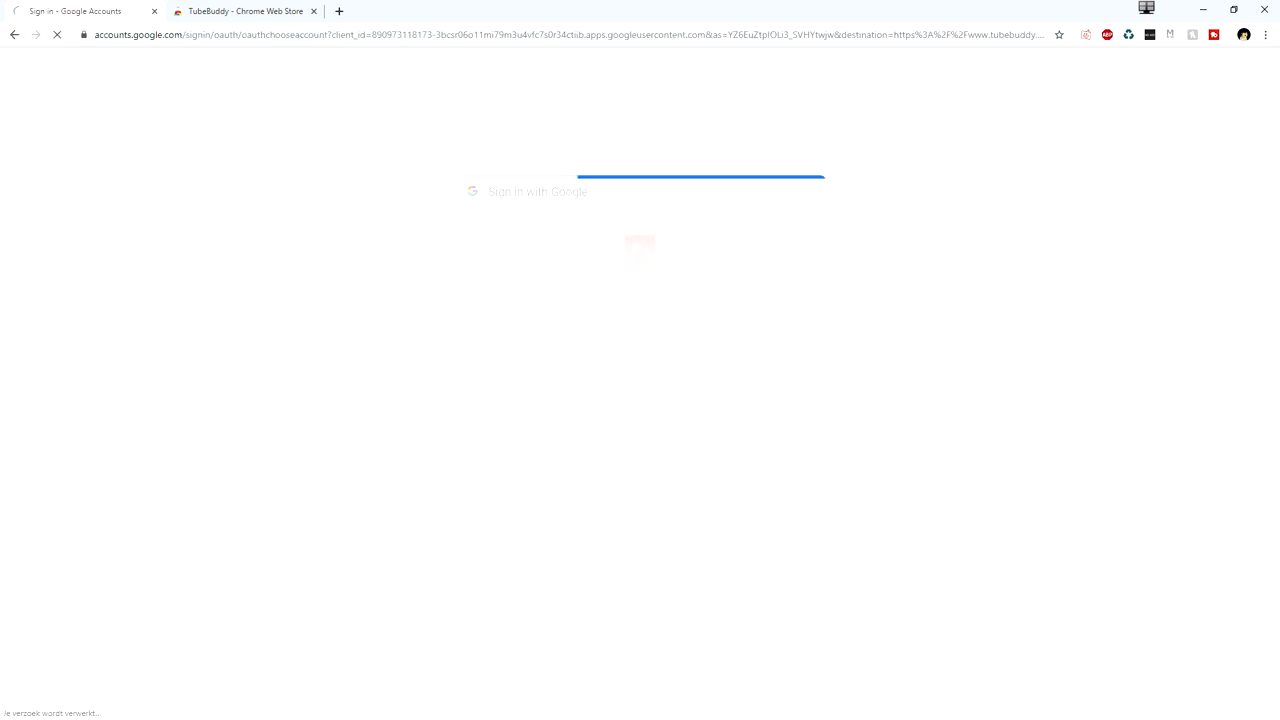 Sign in - Google Accounts
TubeBuddy - Chrome Web Store
accounts.google.com/signin/oauth/oauthchooseaccount?client_id=890973118173-3bcsr06o11mi79m3u4vfc7s0r34ctiib.apps.googleusercontent.com&as=YZ6EuZtpIOLi3_SVHYtwjw&destination=https%3A%2F%2Fwww.tubebuddy....
ABP
M
Sign in with Google
Je verzoek wordt verwerkt...